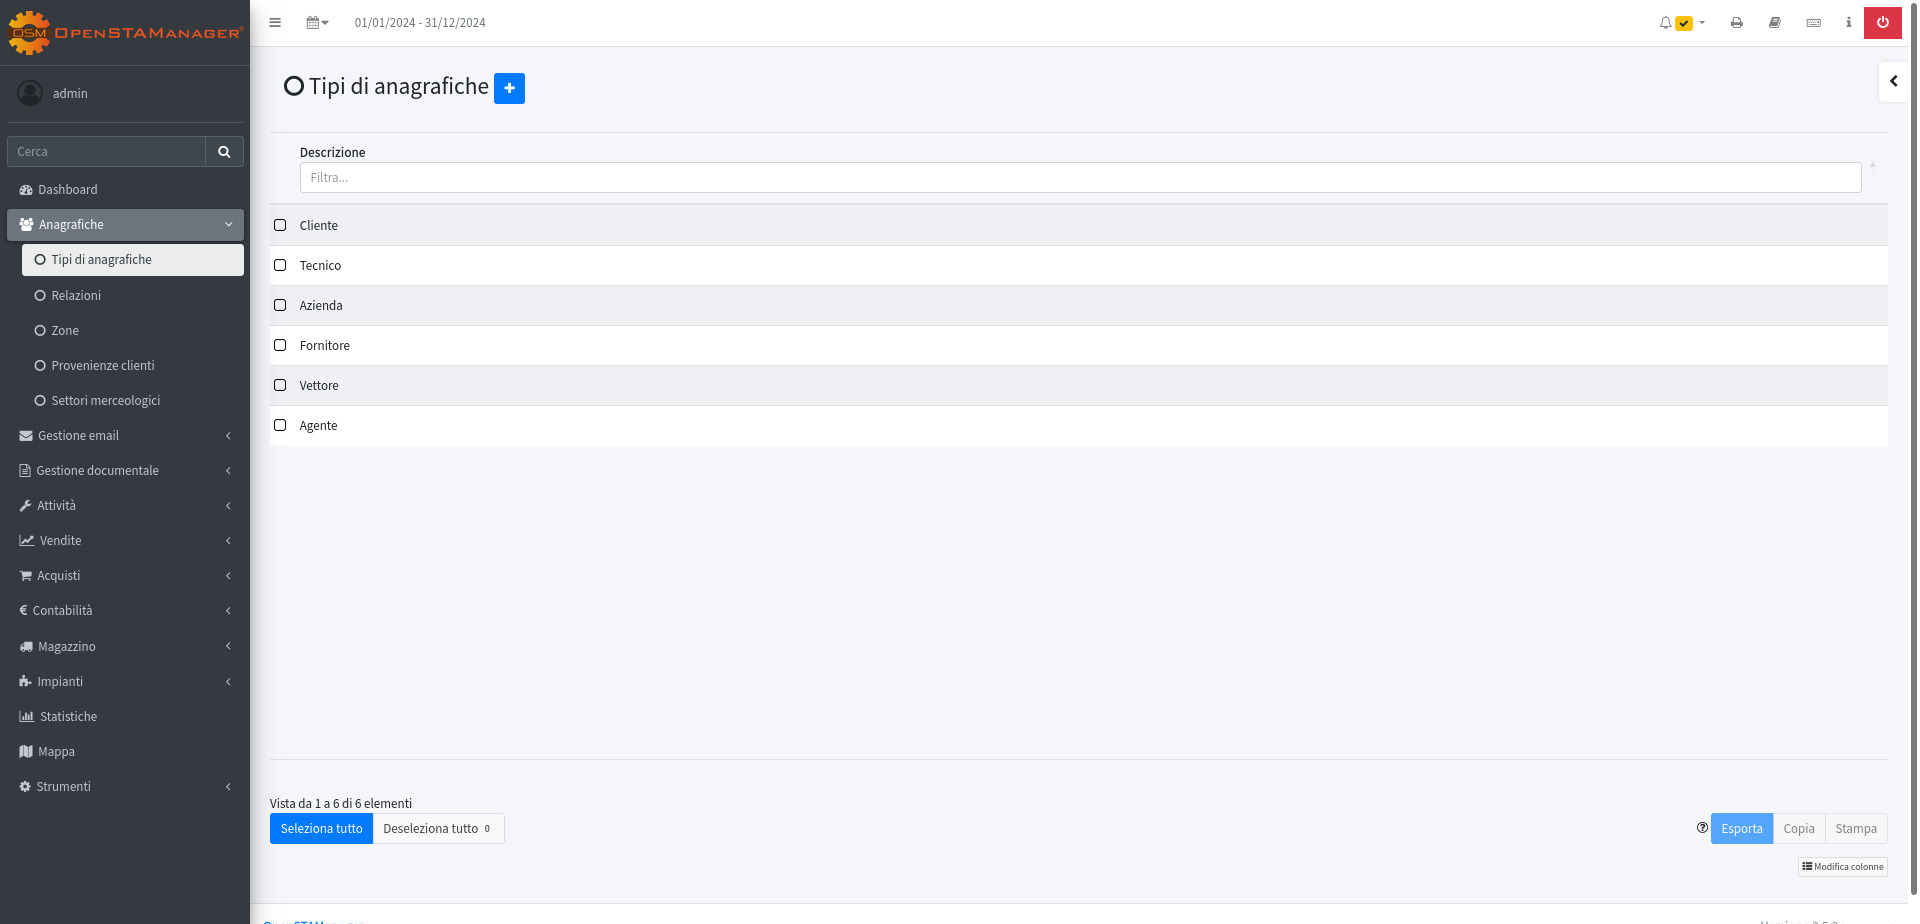 OSM OpenSTAManager®
01/01/2024 - 31/12/2024
admin
Cerca
Dashboard
Anagrafiche
Tipi di anagrafiche
Relazioni
Zone
Provenienze clienti
Settori merceologici
Gestione email
Gestione documentale
Attività
Vendite
Acquisti
€ Contabilità
Magazzino
Impianti
Statistiche
Mappa
Strumenti
Tipi di anagrafiche
Descrizione
Filtra...
Cliente
Tecnico
Azienda
Fornitore
Vettore
Agente
Vista da 1 a 6 di 6 elementi
Seleziona tutto Deseleziona tutto 0
Esporta Copia Stampa
Modifica colonne
OpenSTAManager